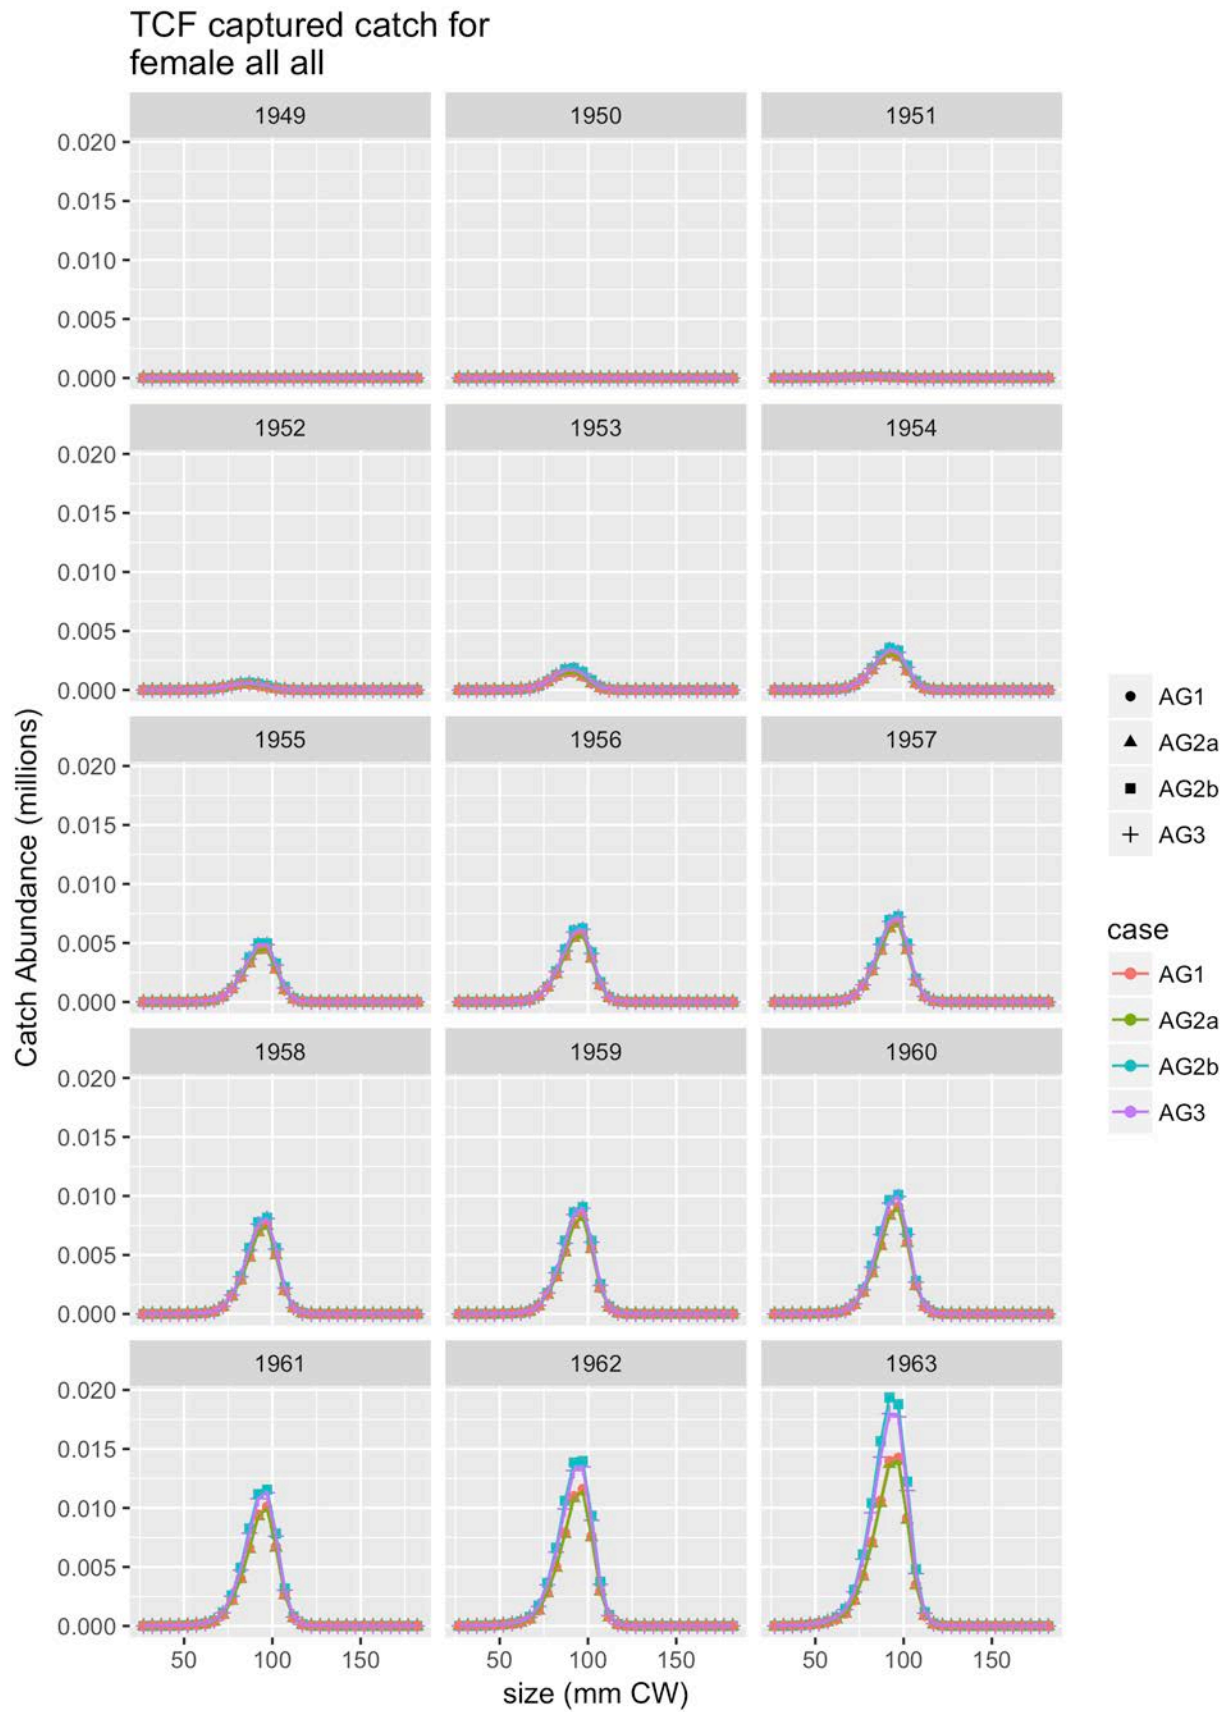 TCF captured catch for
female all all
1949 1950 1951
0.020
0.015
0.010
0.005
0.000
1952 1953 1954
0.020
0.015
0.010
0.005
0.000
1955 1956 1957
0.020
0.015
0.010
0.005
0.000
1958 1959 1960
0.020
0.015
0.010
0.005
0.000
1961 1962 1963
0.020
0.015
0.010
0.005
0.000
50 100 150 50 100 150 50 100 150
size (mm CW)
Catch Abundance (millions)
AG1
AG2a
AG2b
AG3
case
AG1
AG2a
AG2b
AG3